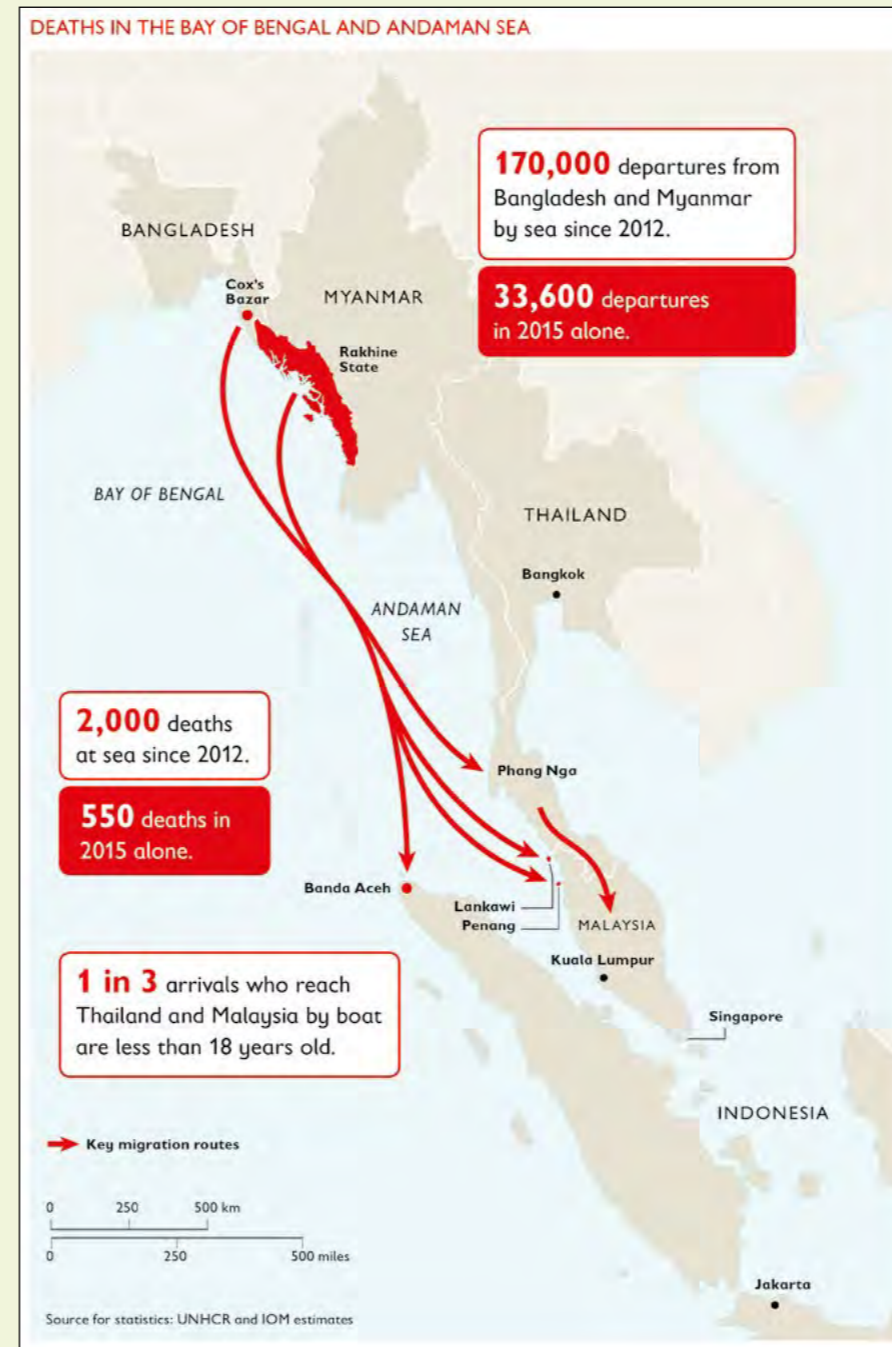 DEATHS IN THE BAY OF BENGAL AND ANDAMAN SEA
170,000 departures from
Bangladesh and Myanmar
by sea since 2012.
33,600 departures
in 2015 alone.
BANGLADESH
Cox's
Bazar
MYANMAR
Rakhine
State
BAY OF BENGAL
THAILAND
Bangkok
ANDAMAN
SEA
2,000 deaths
at sea since 2012.
550 deaths in
2015 alone.
Phang Nga
Banda Aceh
Lankawi
Penang
MALAYSIA
Kuala Lumpur
1 in 3 arrivals who reach
Thailand and Malaysia by boat
are less than 18 years old.
Singapore
INDONESIA
Key migration routes
0 250 500 km
0 250 500 miles
Jakarta
Source for statistics: UNHCR and IOM estimates